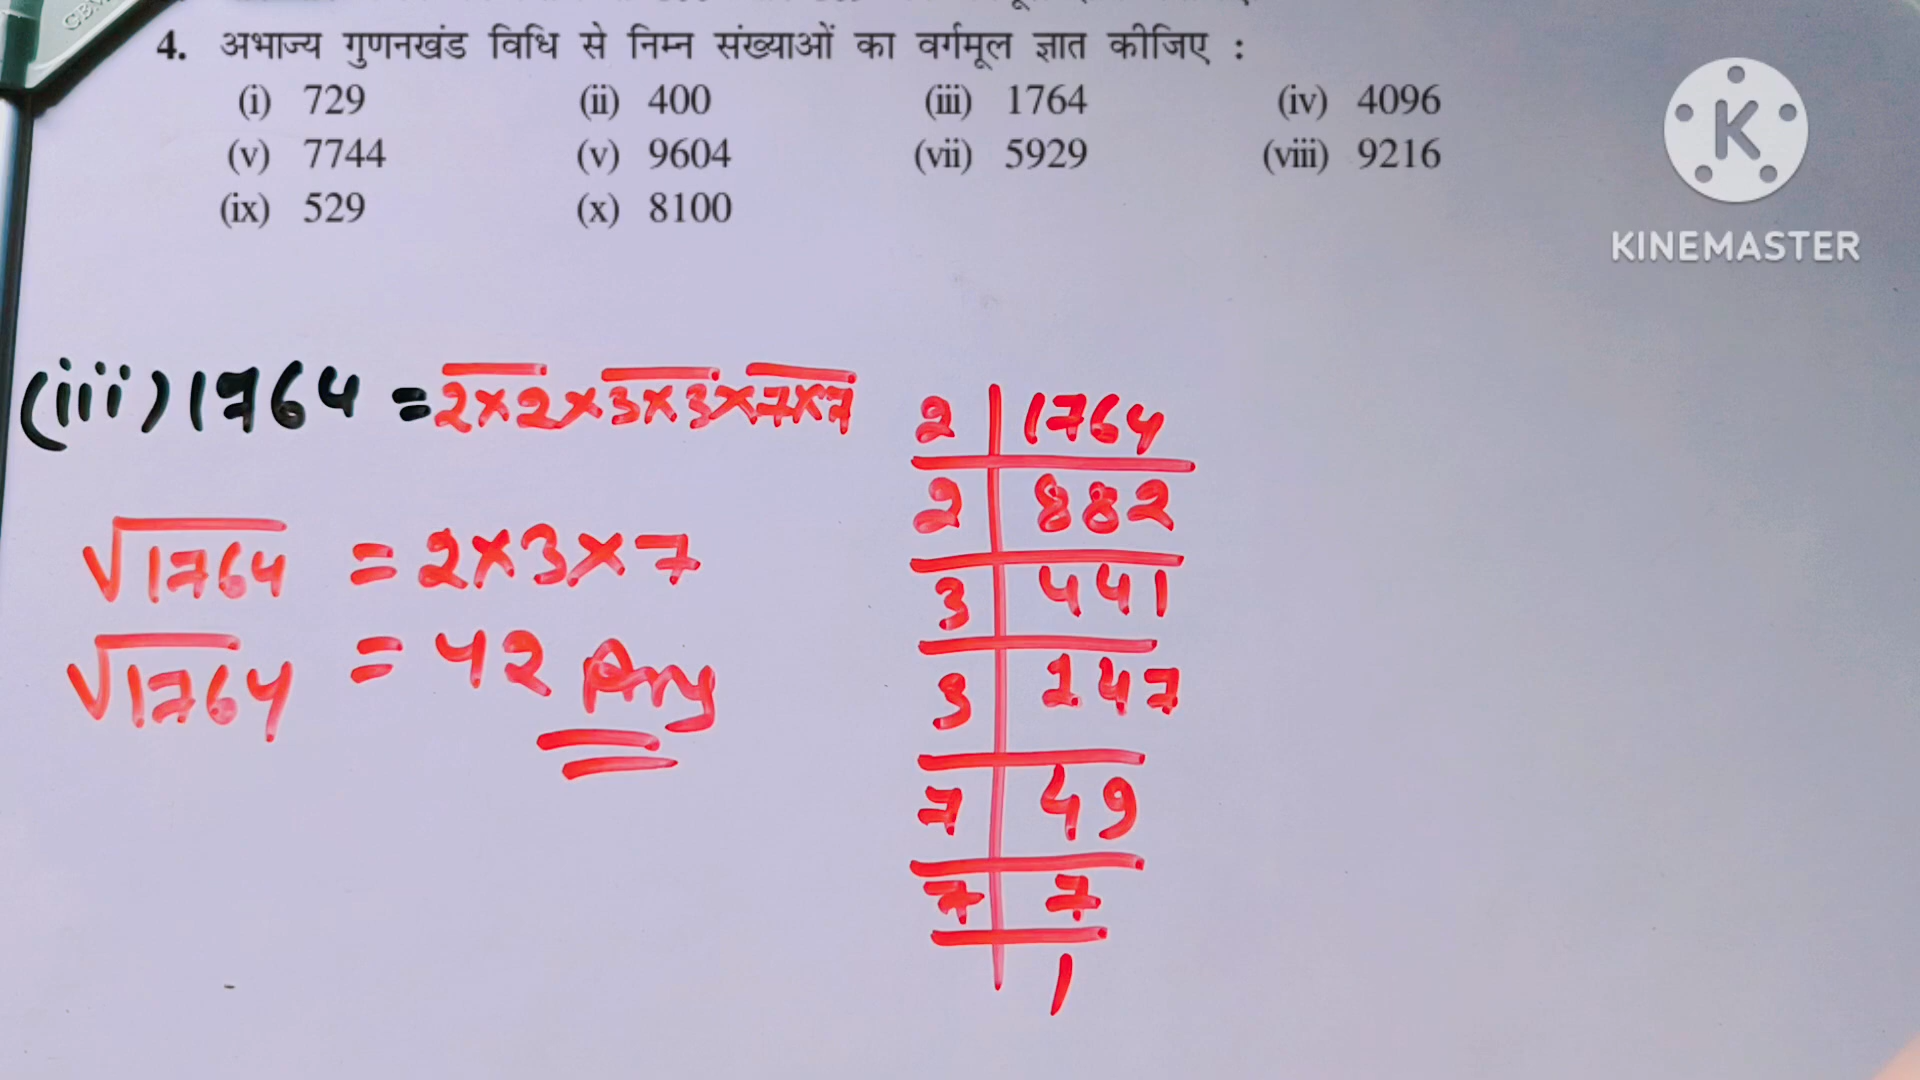 4. अभाज्य गुणनखंड विधि से निम्न संख्याओं का वर्गमूल ज्ञात कीजिए :
(i) 729 (ii) 400 (iii) 1764 (iv) 4096
(v) 7744 (v) 9604 (vii) 5929 (viii) 9216
(ix) 529 (x) 8100
K
KINEMASTER
(iii) 1764 = 2×2×3×3×7×7
√1764 = 2×3×7
√1764 = 42 Ans
2 | 1764
2 | 882
3 | 441
3 | 147
7 | 49
7 | 7
1